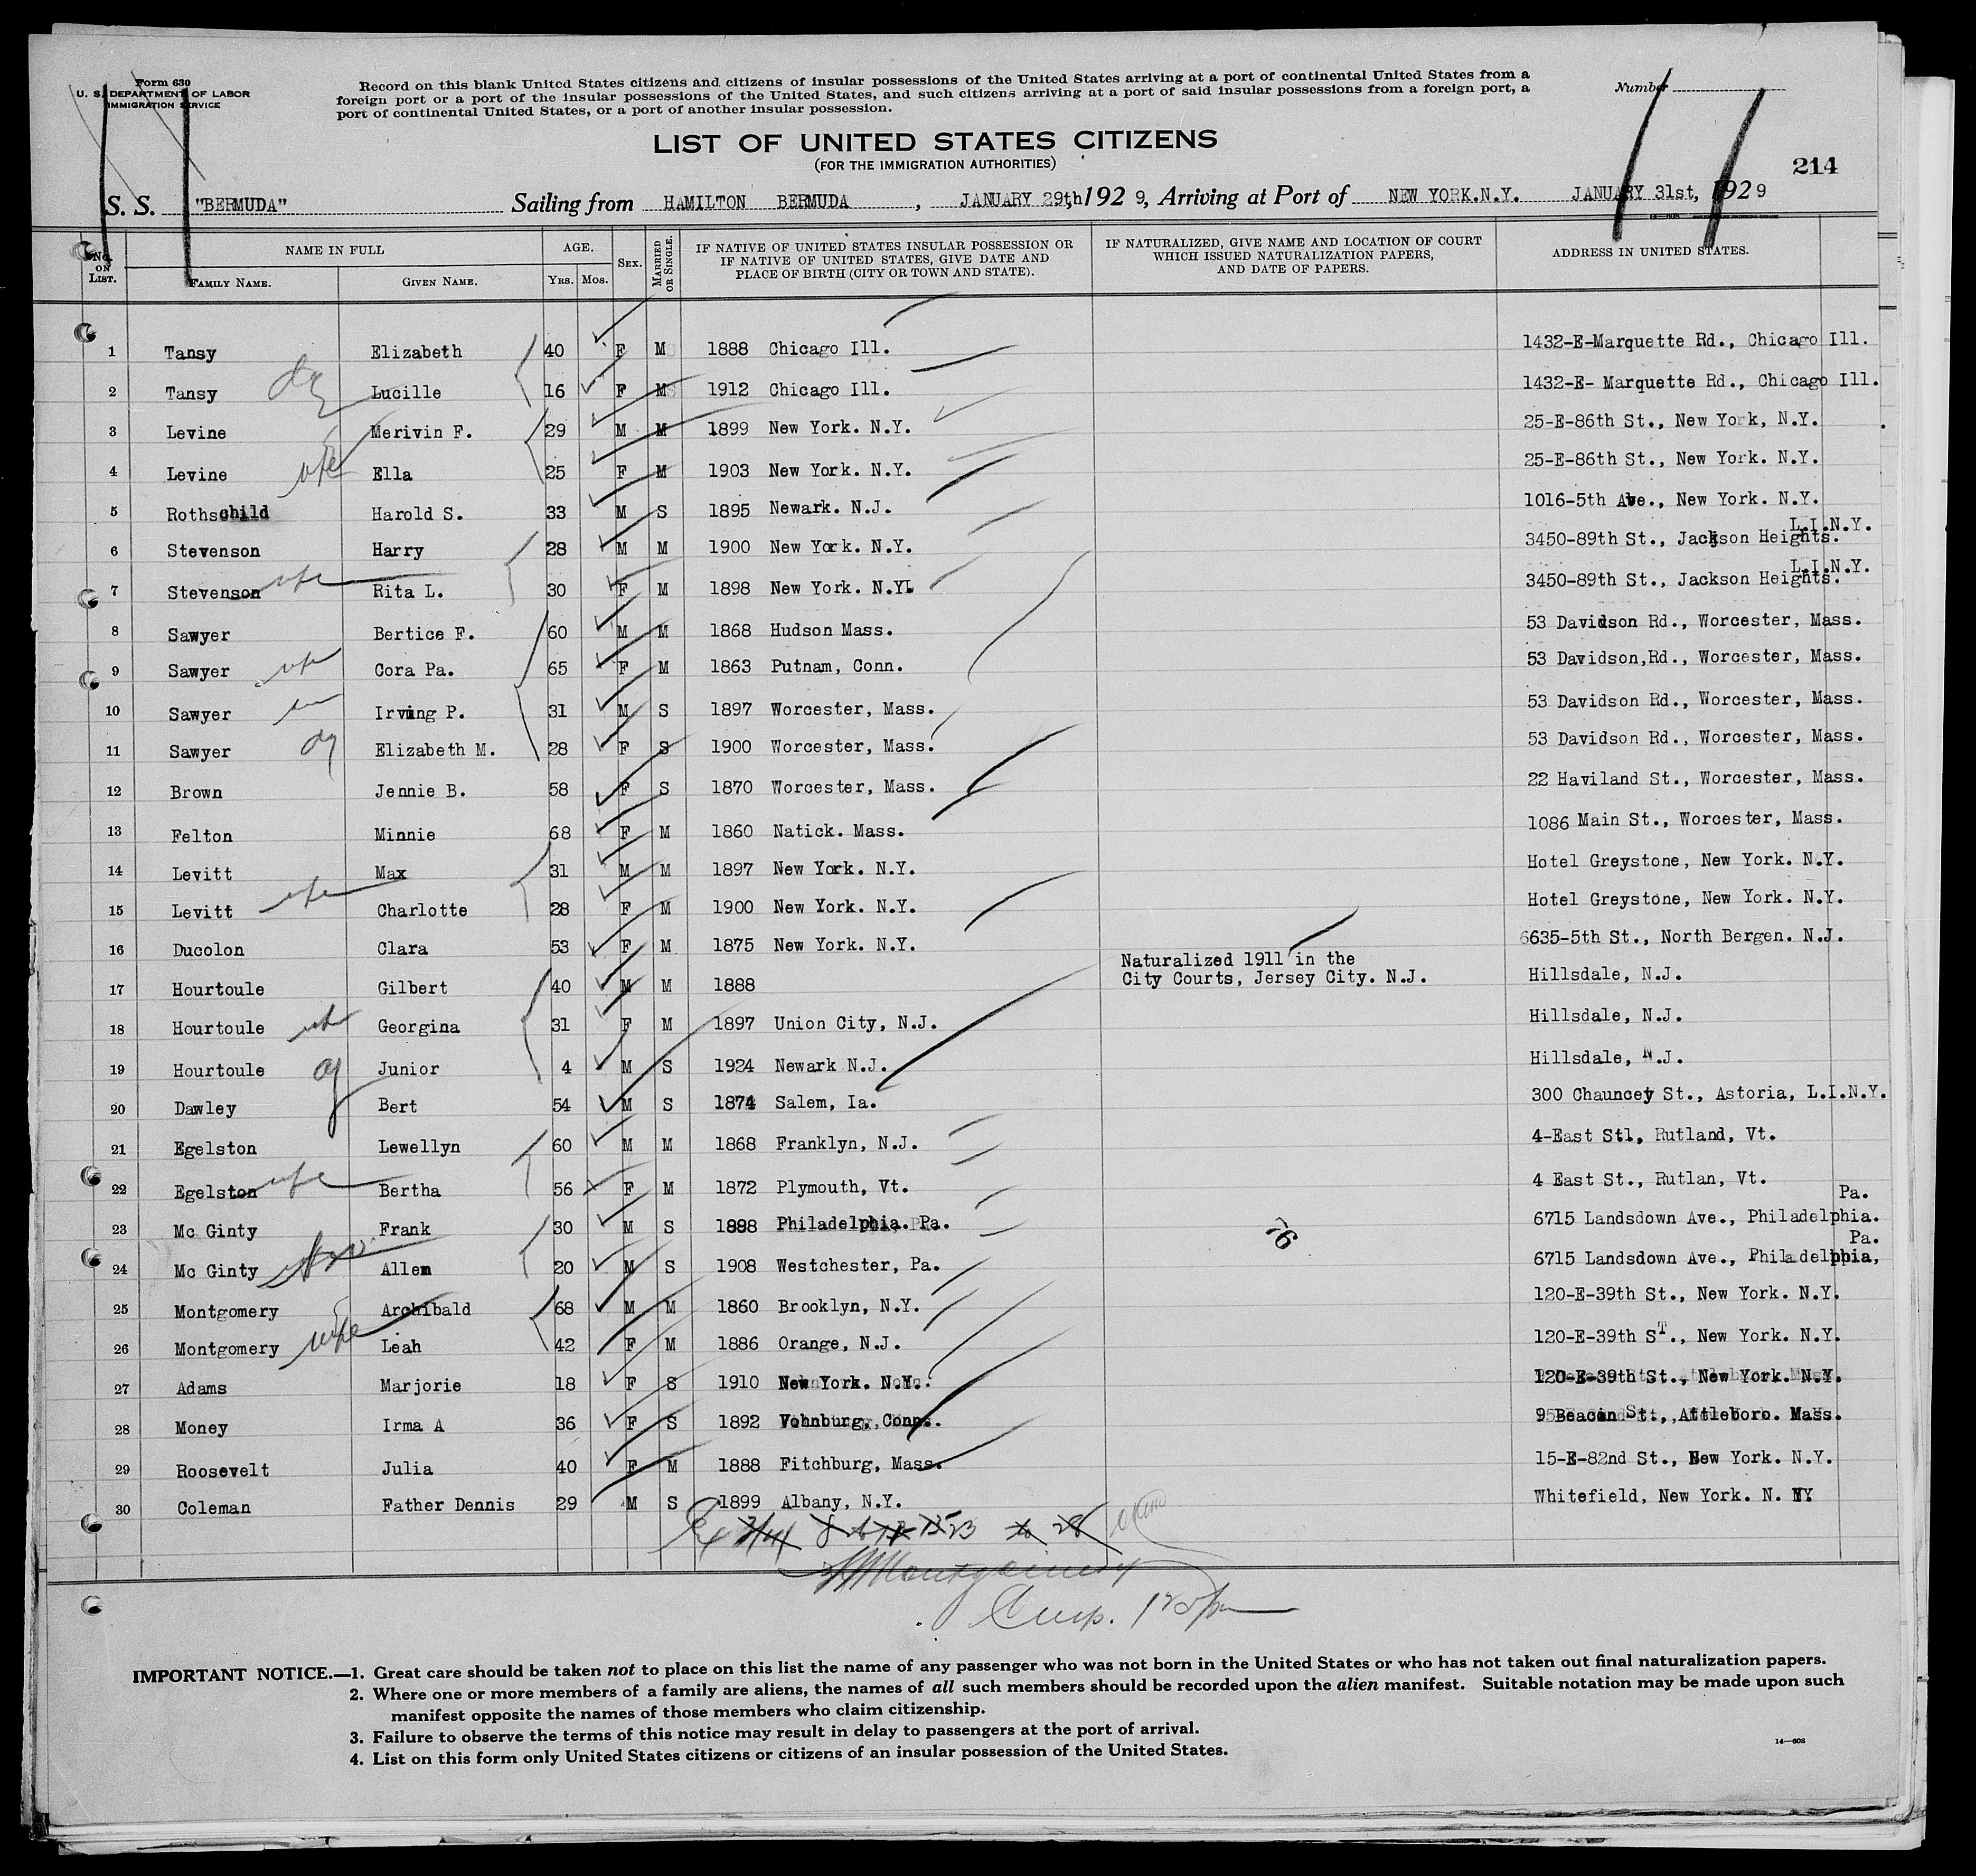 Form 630
U. S. DEPARTMENT OF LABOR
IMMIGRATION SERVICE
Record on this blank United States citizens and citizens of insular possessions of the United States arriving at a port of continental United States from a
foreign port or a port of the insular possessions of the United States, and such citizens arriving at a port of said insular possessions from a foreign port, a
port of continental United States, or a port of another insular possession.
Number
LIST OF UNITED STATES CITIZENS
(FOR THE IMMIGRATION AUTHORITIES)
214
S. S. "BERMUDA" Sailing from HAMILTON BERMUDA , JANUARY 29th, 192 9, Arriving at Port of NEW YORK.N.Y. JANUARY 31st, 1929
No. ON LIST. NAME IN FULL FAMILY NAME. GIVEN NAME. AGE. YRS. MOS. SEX. MARRIED OR SINGLE. IF NATIVE OF UNITED STATES INSULAR POSSESSION OR IF NATIVE OF UNITED STATES, GIVE DATE AND PLACE OF BIRTH (CITY OR TOWN AND STATE). IF NATURALIZED, GIVE NAME AND LOCATION OF COURT WHICH ISSUED NATURALIZATION PAPERS, AND DATE OF PAPERS. ADDRESS IN UNITED STATES.
1 Tansy Elizabeth 40 F M 1888 Chicago Ill. 1432-E-Marquette Rd., Chicago Ill.
2 Tansy Lucille 16 F S 1912 Chicago Ill. 1432-E- Marquette Rd., Chicago Ill.
3 Levine Merivin F. 29 M M 1899 New York. N.Y. 25-E-86th St., New York, N.Y.
4 Levine wife Ella 25 F M 1903 New York. N.Y. 25-E-86th St., New York. N.Y.
5 Rothschild Harold S. 33 M S 1895 Newark. N.J. 1016-5th Ave., New York. N.Y.
6 Stevenson Harry 28 M M 1900 New York. N.Y. 3450-89th St., Jackson Heights. L.I.N.Y.
7 Stevenson wife Rita L. 30 F M 1898 New York. N.Y. 3450-89th St., Jackson Heights. L.I.N.Y.
8 Sawyer Bertice F. 60 M M 1868 Hudson Mass. 53 Davidson Rd., Worcester, Mass.
9 Sawyer wife Cora Pa. 65 F M 1863 Putnam, Conn. 53 Davidson,Rd., Worcester, Mass.
10 Sawyer Irving P. 31 M S 1897 Worcester, Mass. 53 Davidson Rd., Worcester, Mass.
11 Sawyer Elizabeth M. 28 F S 1900 Worcester, Mass. 53 Davidson Rd., Worcester, Mass.
12 Brown Jennie B. 58 F S 1870 Worcester, Mass. 22 Haviland St., Worcester, Mass.
13 Felton Minnie 68 F M 1860 Natick. Mass. 1086 Main St., Worcester, Mass.
14 Levitt Max 31 M M 1897 New York. N.Y. Hotel Greystone, New York. N.Y.
15 Levitt wife Charlotte 28 F M 1900 New York. N.Y. Hotel Greystone, New York. N.Y.
16 Ducolon Clara 53 F M 1875 New York. N.Y. 6635-5th St., North Bergen. N.J.
17 Hourtoule Gilbert 40 M M 1888 Naturalized 1911 in the City Courts, Jersey City. N.J. Hillsdale, N.J.
18 Hourtoule wife Georgina 31 F M 1897 Union City, N.J. Hillsdale, N.J.
19 Hourtoule Junior 4 M S 1924 Newark N.J. Hillsdale, N.J.
20 Dawley Bert 54 M S 1874 Salem, Ia. 300 Chauncey St., Astoria, L.I.N.Y.
21 Egelston Lewellyn 60 M M 1868 Franklyn, N.J. 4-East Stl, Rutland, Vt.
22 Egelston wife Bertha 56 F M 1872 Plymouth, Vt. 4 East St., Rutlan, Vt.
23 Mc Ginty Frank 30 M S 1898 Philadelphia. Pa. 6715 Landsdown Ave., Philadelphia. Pa.
24 Mc Ginty Allen 20 M S 1908 Westchester, Pa. 6715 Landsdown Ave., Philadelphia, Pa.
76
25 Montgomery Archibald 68 M M 1860 Brooklyn, N.Y. 120-E-39th St., New York. N.Y.
26 Montgomery wife Leah 42 F M 1886 Orange, N.J. 120-E-39th ST., New York. N.Y.
27 Adams Marjorie 18 F S 1910 New York. N.Y. 120-E-39th St., New York. N.Y.
28 Money Irma A 36 F S 1892 9 Beacon St., Attleboro. Mass.
29 Roosevelt Julia 40 F M 1888 Fitchburg, Mass. 15-E-82nd St., New York. N.Y.
30 Coleman Father Dennis 29 M S 1899 Albany, N.Y. Whitefield, New York. N. Y.
Montgomery
IMPORTANT NOTICE.—1. Great care should be taken not to place on this list the name of any passenger who was not born in the United States or who has not taken out final naturalization papers.
2. Where one or more members of a family are aliens, the names of all such members should be recorded upon the alien manifest. Suitable notation may be made upon such
manifest opposite the names of those members who claim citizenship.
3. Failure to observe the terms of this notice may result in delay to passengers at the port of arrival.
4. List on this form only United States citizens or citizens of an insular possession of the United States.
14—608